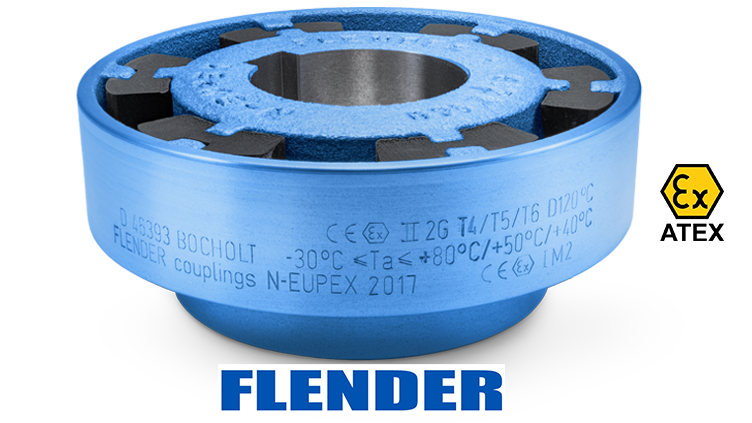 D 46393 BOCHOLT
FLENDER couplings N-EUPEX 2017
CE Ex II 2G T4/T5/T6 D120°C
-30°C ≤Ta≤ +80°C/+50°C/+40°C
CE Ex I M2
Ex
ATEX
FLENDER